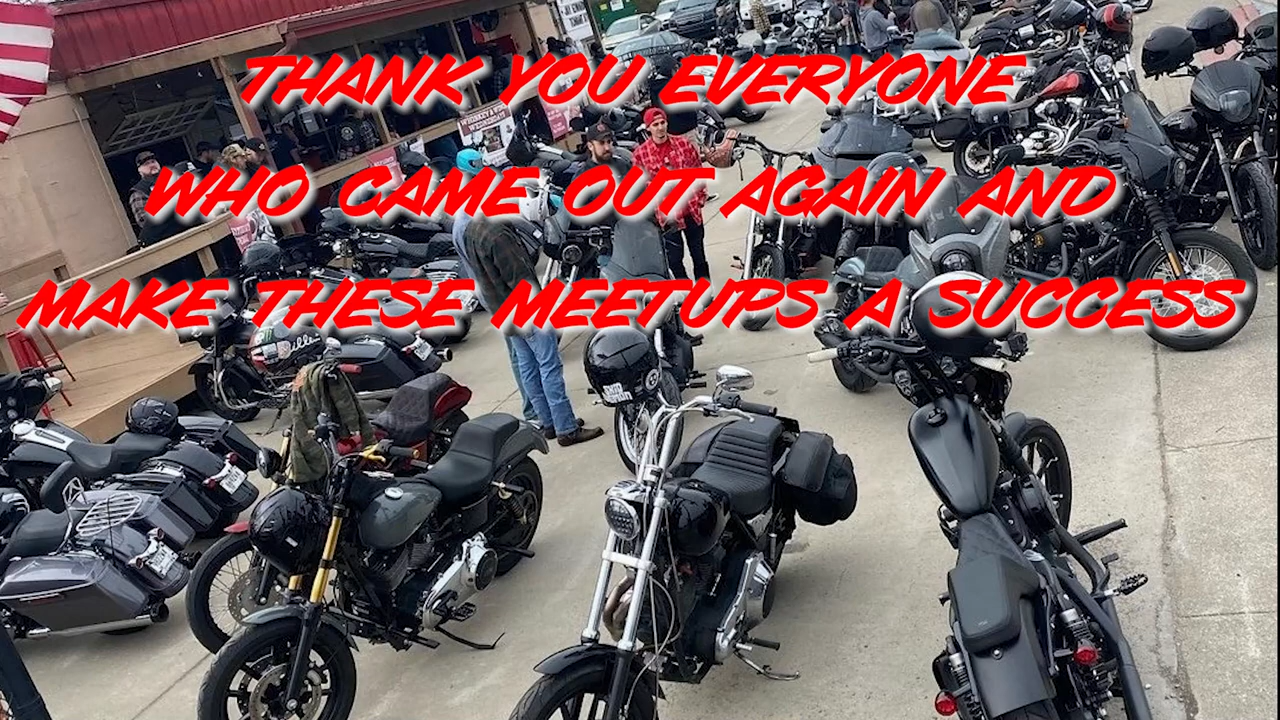 THANK YOU EVERYONE
WHO CAME OUT AGAIN AND
MAKE THESE MEETUPS A SUCCESS